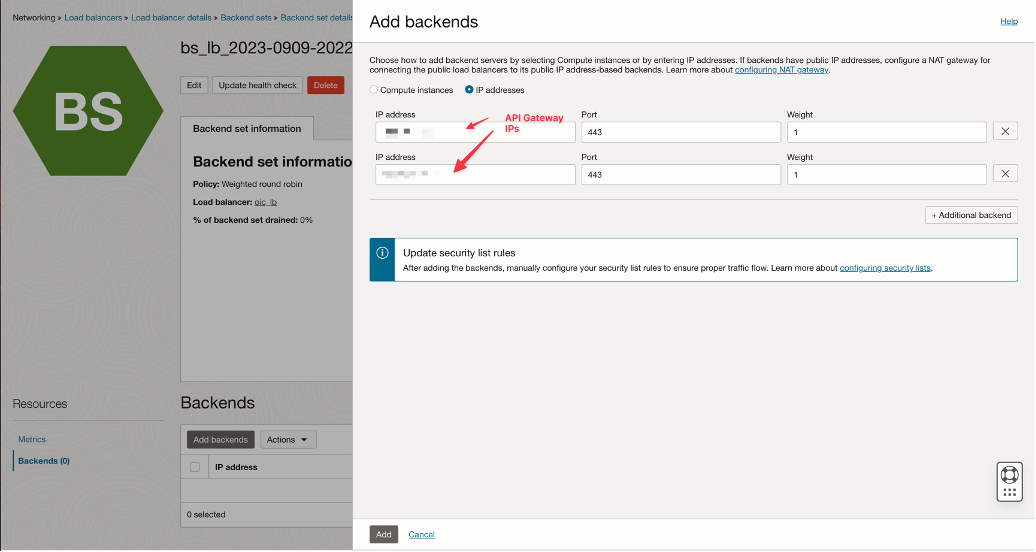 Networking » Load balancers » Load balancer details » Backend sets » Backend set details
BS
bs_lb_2023-0909-2022
Edit
Update health check
Delete
Backend set information
Backend set informatio
Policy: Weighted round robin
Load balancer: oic_lb
% of backend set drained: 0%
Resources
Metrics
Backends (0)
Backends
Add backends
Actions
IP address
0 selected
Add backends
Help
Choose how to add backend servers by selecting Compute instances or by entering IP addresses. If backends have public IP addresses, configure a NAT gateway for
connecting the public load balancers to its public IP address-based backends. Learn more about configuring NAT gateway.
Compute instances
IP addresses
IP address
Port
Weight
API Gateway
IPs
443
1
IP address
Port
Weight
443
1
+ Additional backend
Update security list rules
After adding the backends, manually configure your security list rules to ensure proper traffic flow. Learn more about configuring security lists.
Add
Cancel